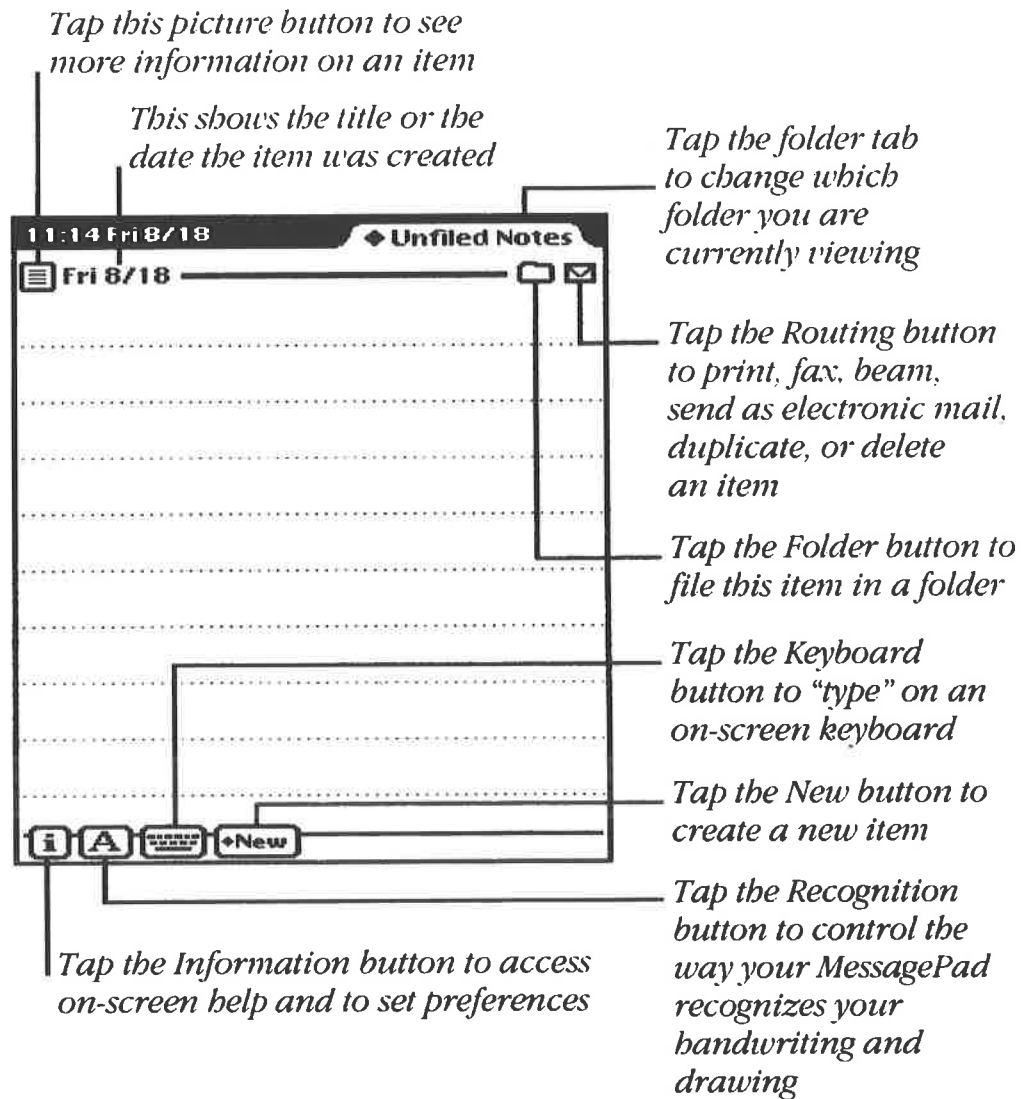 Tap this picture button to see
more information on an item
This shows the title or the
date the item was created
Tap the folder tab
to change which
folder you are
currently viewing
11:14 Fri 8/18
◆ Unfiled Notes
Fri 8/18
Tap the Routing button
to print, fax, beam,
send as electronic mail,
duplicate, or delete
an item
Tap the Folder button to
file this item in a folder
Tap the Keyboard
button to “type” on an
on-screen keyboard
Tap the New button to
create a new item
i A ◆New
Tap the Recognition
button to control the
way your MessagePad
recognizes your
handwriting and
drawing
Tap the Information button to access
on-screen help and to set preferences